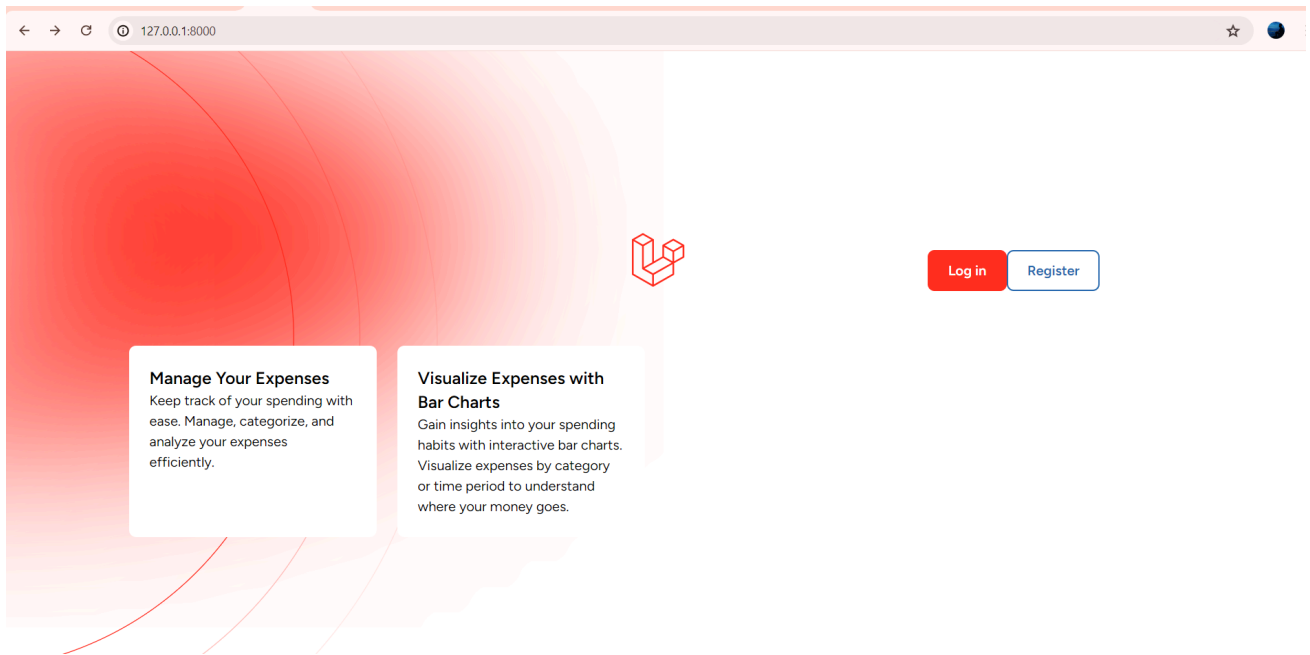 127.0.0.1:8000
Log in
Register
Manage Your Expenses
Keep track of your spending with
ease. Manage, categorize, and
analyze your expenses
efficiently.
Visualize Expenses with
Bar Charts
Gain insights into your spending
habits with interactive bar charts.
Visualize expenses by category
or time period to understand
where your money goes.